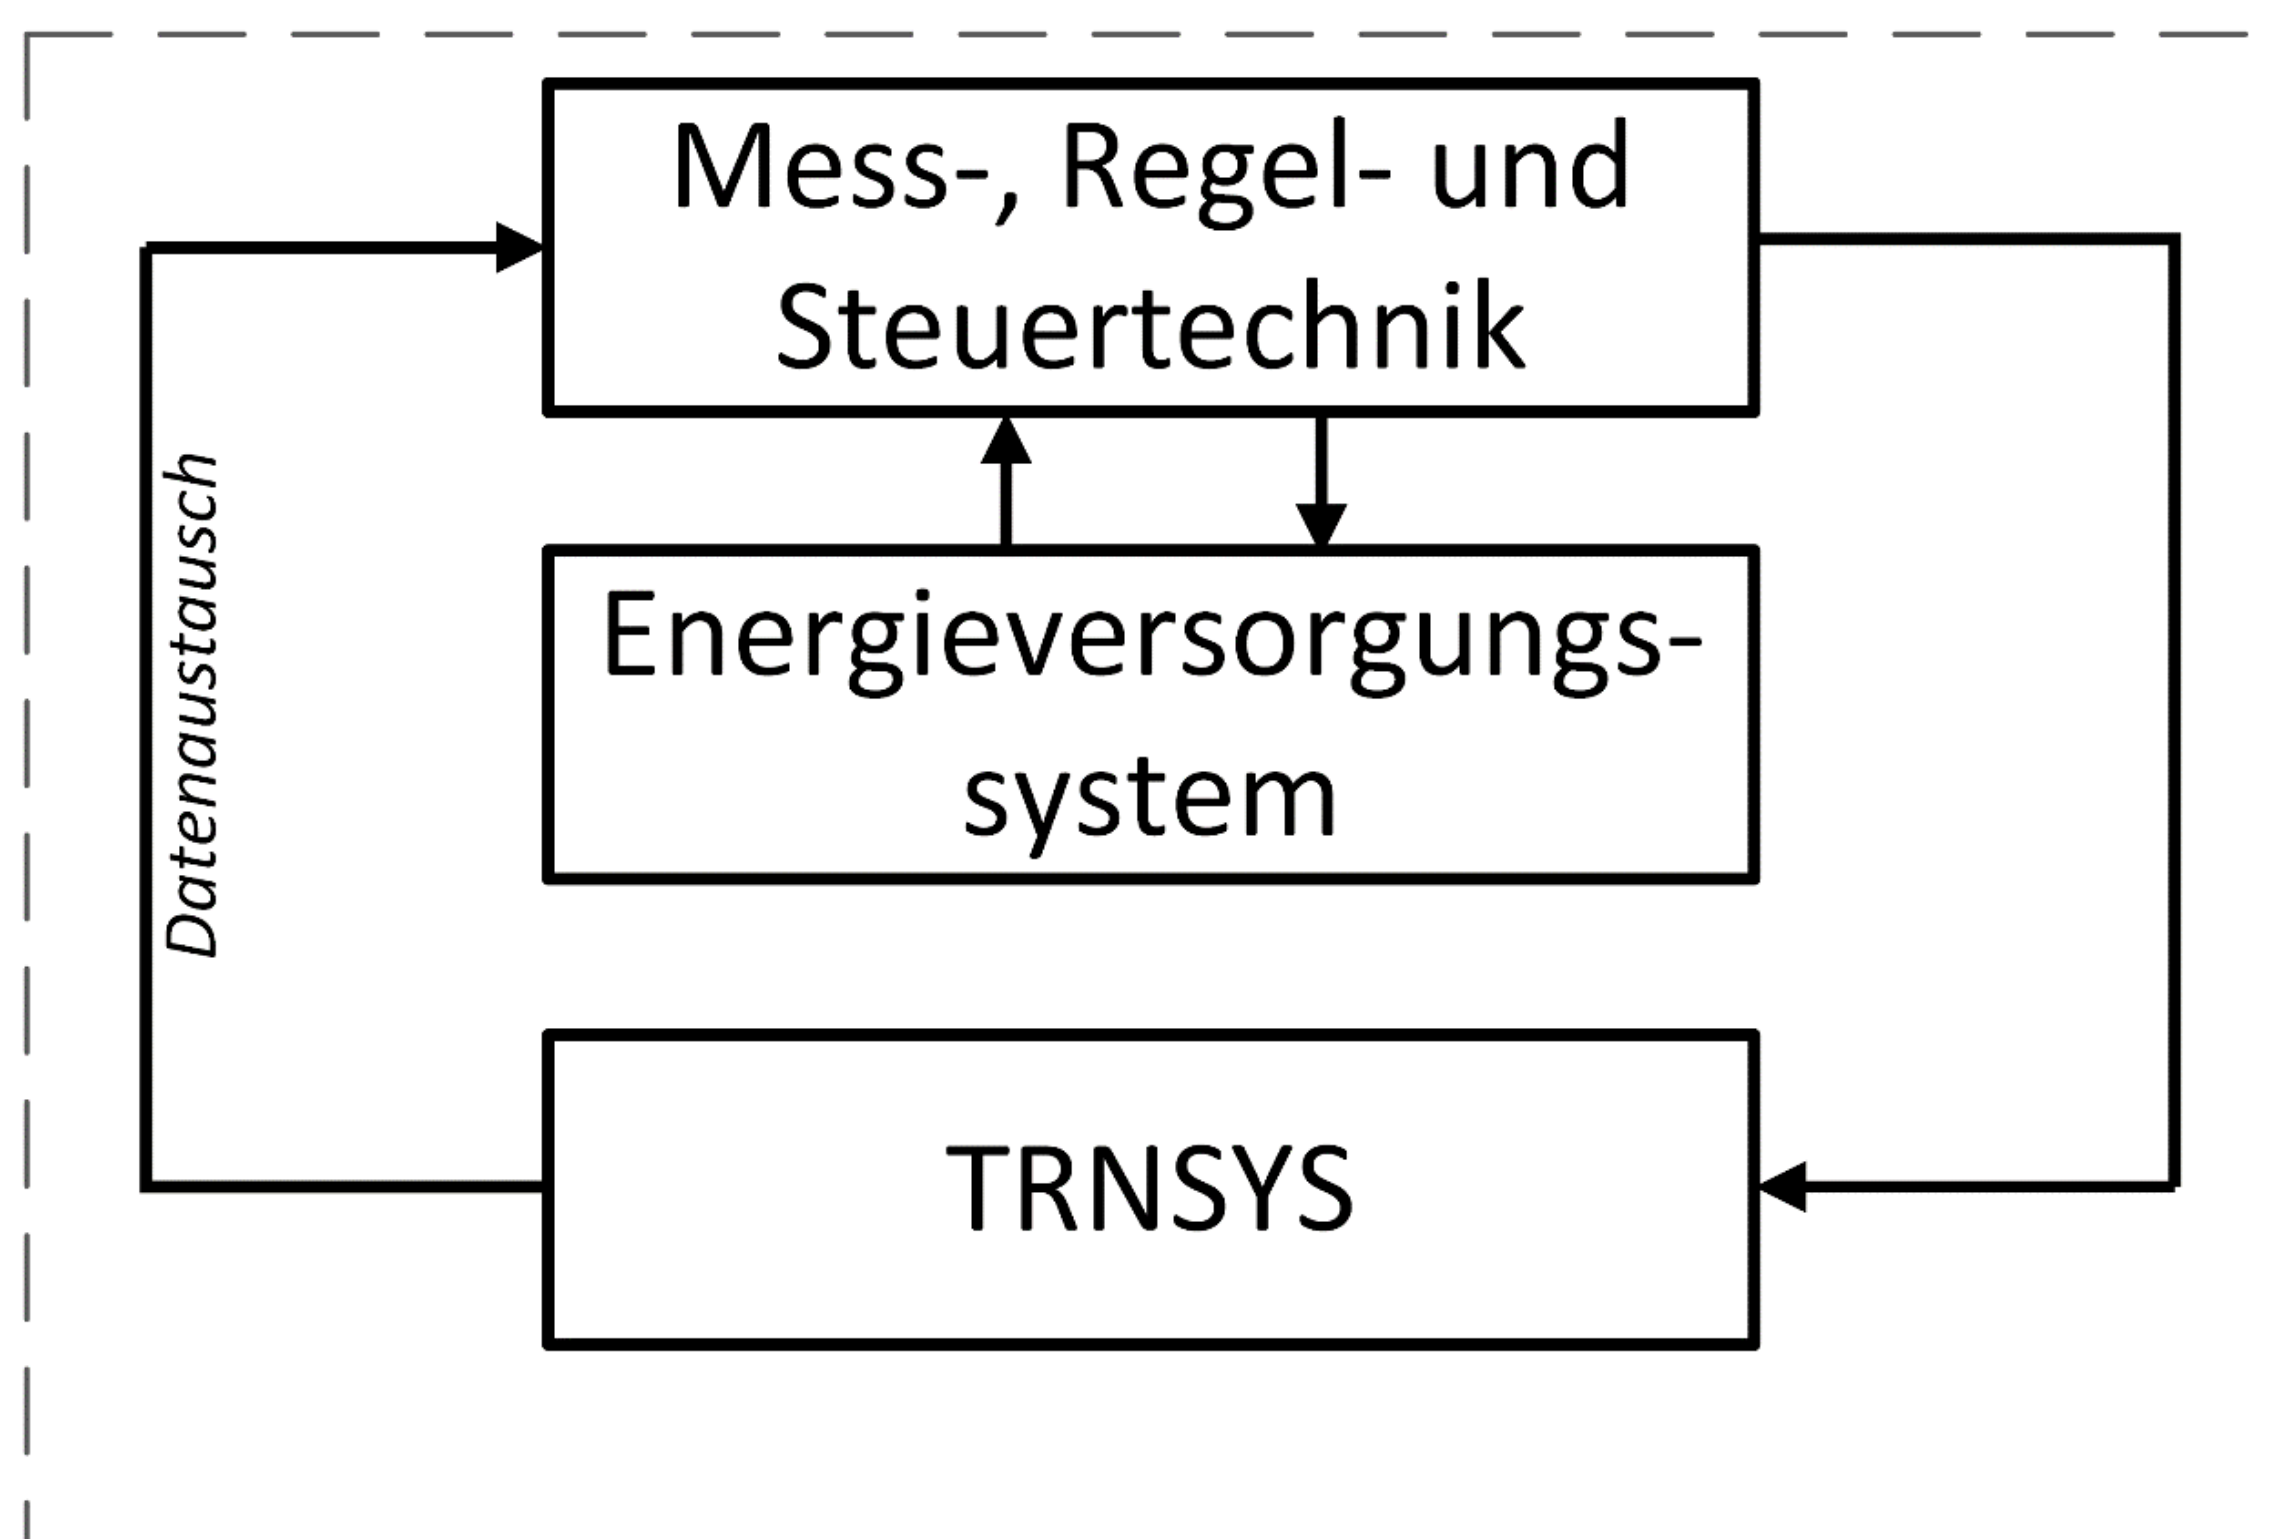 Mess-, Regel- und
Steuertechnik
Datenaustausch
Energieversorgungs-
system
TRNSYS